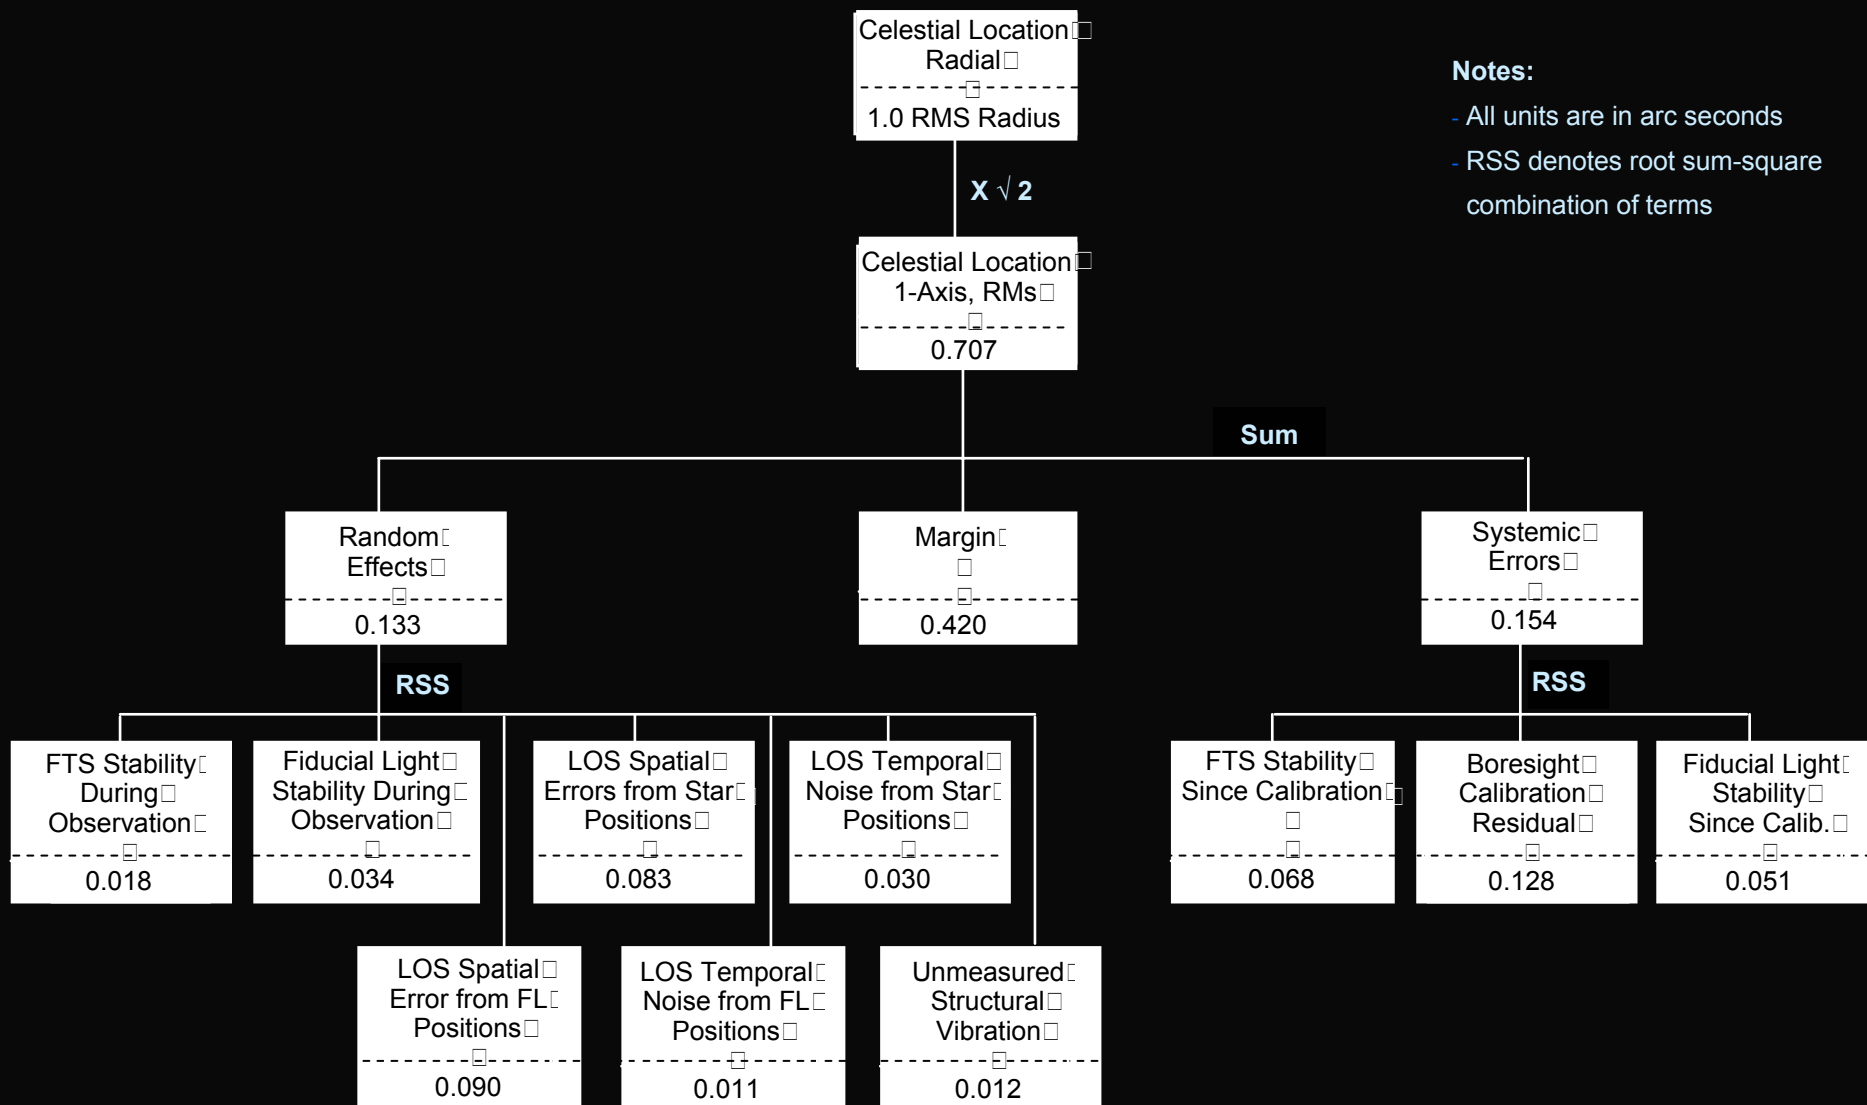 Celestial Location
Radial
1.0 RMS Radius
Notes:
- All units are in arc seconds
- RSS denotes root sum-square
combination of terms
X √ 2
Celestial Location
1-Axis, RMs
0.707
Sum
Random
Effects
0.133
Margin
0.420
Systemic
Errors
0.154
RSS
RSS
FTS Stability
During
Observation
0.018
Fiducial Light
Stability During
Observation
0.034
LOS Spatial
Errors from Star
Positions
0.083
LOS Temporal
Noise from Star
Positions
0.030
FTS Stability
Since Calibration
0.068
Boresight
Calibration
Residual
0.128
Fiducial Light
Stability
Since Calib.
0.051
LOS Spatial
Error from FL
Positions
0.090
LOS Temporal
Noise from FL
Positions
0.011
Unmeasured
Structural
Vibration
0.012